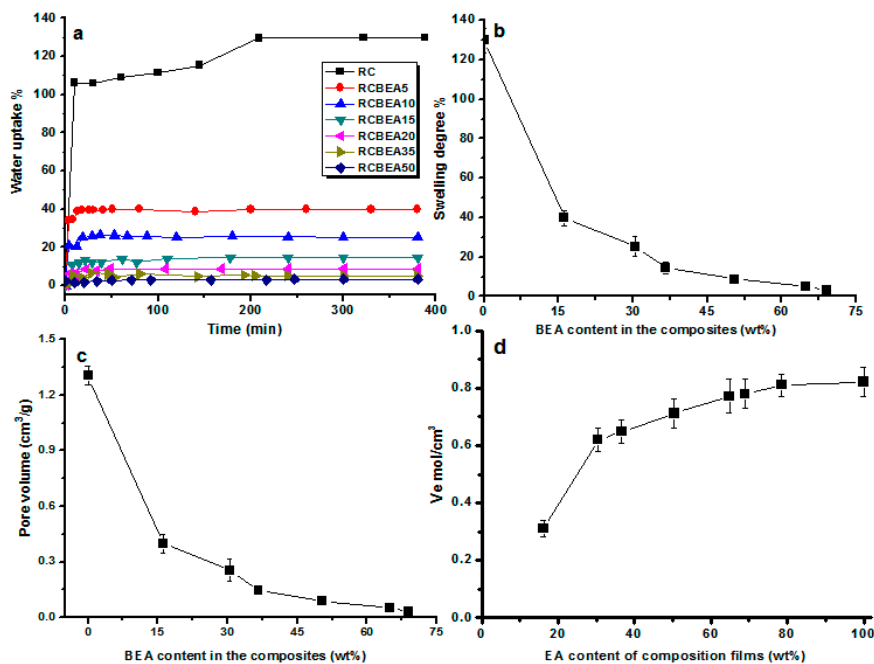 a
Water uptake %
140
120
100
80
60
40
20
0
0
100
200
300
400
Time (min)
RC
RCBEA5
RCBEA10
RCBEA15
RCBEA20
RCBEA35
RCBEA50
b
Swelling degree %
140
120
100
80
60
40
20
0
0
15
30
45
60
75
BEA content in the composites (wt%)
c
Pore volume (cm³/g)
1.5
1.2
0.9
0.6
0.3
0.0
0
15
30
45
60
75
BEA content in the composites (wt%)
d
Ve mol/cm³
1.0
0.8
0.6
0.4
0.2
0.0
0
20
40
60
80
100
EA content of composition films (wt%)